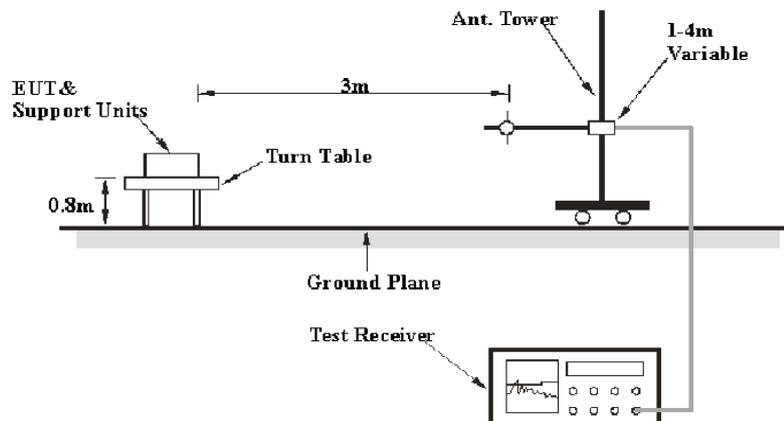 Ant. Tower
1-4m
Variable
EUT&
Support Units
3m
Turn Table
0.8m
Ground Plane
Test Receiver